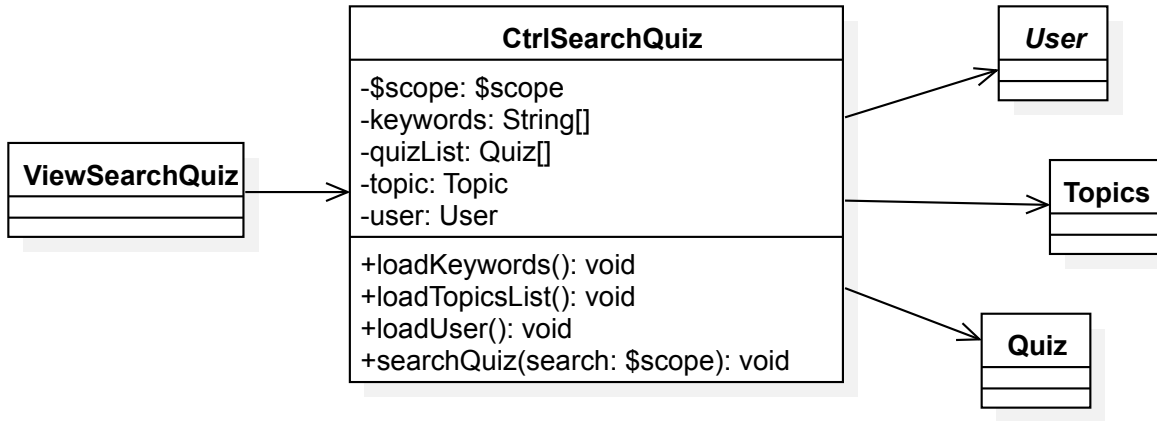 CtrlSearchQuiz
-$scope: $scope
-keywords: String[]
-quizList: Quiz[]
-topic: Topic
-user: User
+loadKeywords(): void
+loadTopicsList(): void
+loadUser(): void
+searchQuiz(search: $scope): void
ViewSearchQuiz
User
Topics
Quiz